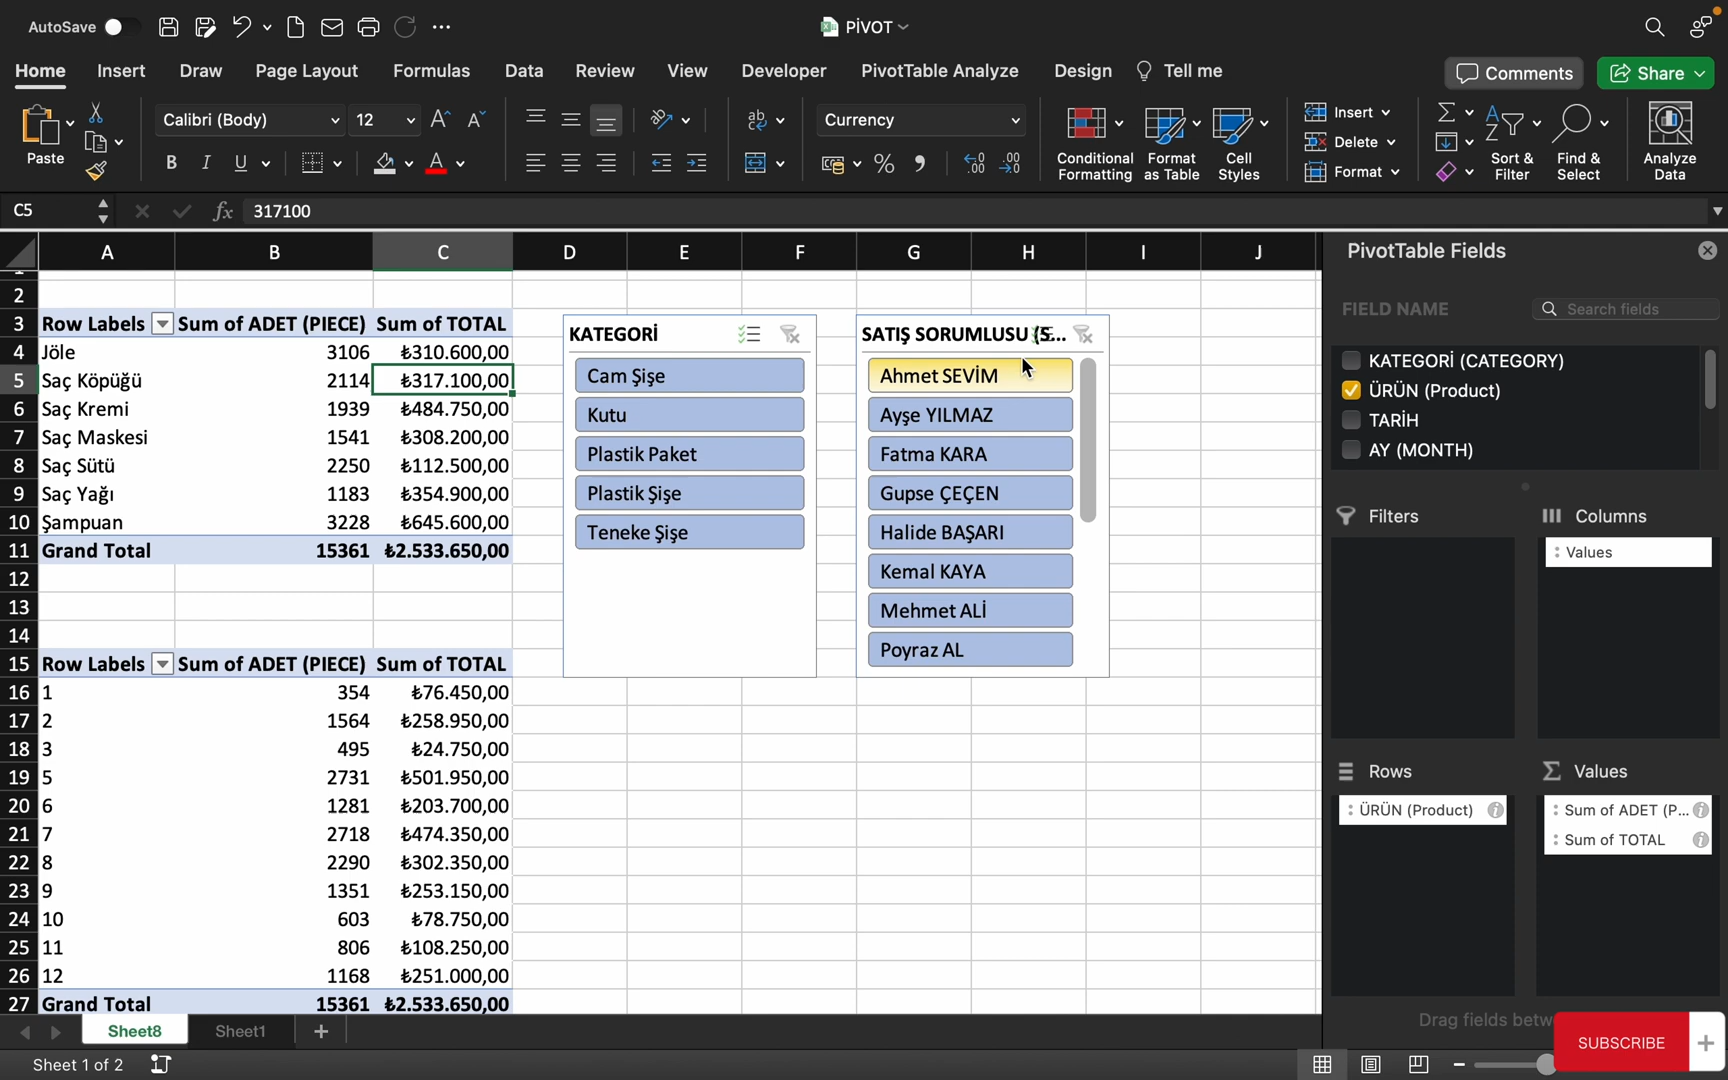 AutoSave
PİVOT
Home Insert Draw Page Layout Formulas Data Review View Developer PivotTable Analyze Design Tell me
Comments Share
Paste
Calibri (Body) 12
B I U A
Currency
Conditional Formatting
Format as Table
Cell Styles
Insert
Delete
Format
Sort & Filter
Find & Select
Analyze Data
C5 fx 317100
A B C D E F G H I J
2
3 Row Labels Sum of ADET (PIECE) Sum of TOTAL
4 Jöle 3106 ₺310.600,00
5 Saç Köpüğü 2114 ₺317.100,00
6 Saç Kremi 1939 ₺484.750,00
7 Saç Maskesi 1541 ₺308.200,00
8 Saç Sütü 2250 ₺112.500,00
9 Saç Yağı 1183 ₺354.900,00
10 Şampuan 3228 ₺645.600,00
11 Grand Total 15361 ₺2.533.650,00
12
13
14
15 Row Labels Sum of ADET (PIECE) Sum of TOTAL
16 1 354 ₺76.450,00
17 2 1564 ₺258.950,00
18 3 495 ₺24.750,00
19 5 2731 ₺501.950,00
20 6 1281 ₺203.700,00
21 7 2718 ₺474.350,00
22 8 2290 ₺302.350,00
23 9 1351 ₺253.150,00
24 10 603 ₺78.750,00
25 11 806 ₺108.250,00
26 12 1168 ₺251.000,00
27 Grand Total 15361 ₺2.533.650,00
KATEGORİ
Cam Şişe
Kutu
Plastik Paket
Plastik Şişe
Teneke Şişe
SATIŞ SORUMLUSU (S...
Ahmet SEVİM
Ayşe YILMAZ
Fatma KARA
Gupse ÇEÇEN
Halide BAŞARI
Kemal KAYA
Mehmet ALİ
Poyraz AL
PivotTable Fields
FIELD NAME Search fields
KATEGORİ (CATEGORY)
ÜRÜN (Product)
TARİH
AY (MONTH)
Filters
Columns
Values
Rows
ÜRÜN (Product)
Values
Sum of ADET (P...
Sum of TOTAL
Drag fields betw
SUBSCRIBE +
Sheet8 Sheet1 +
Sheet 1 of 2